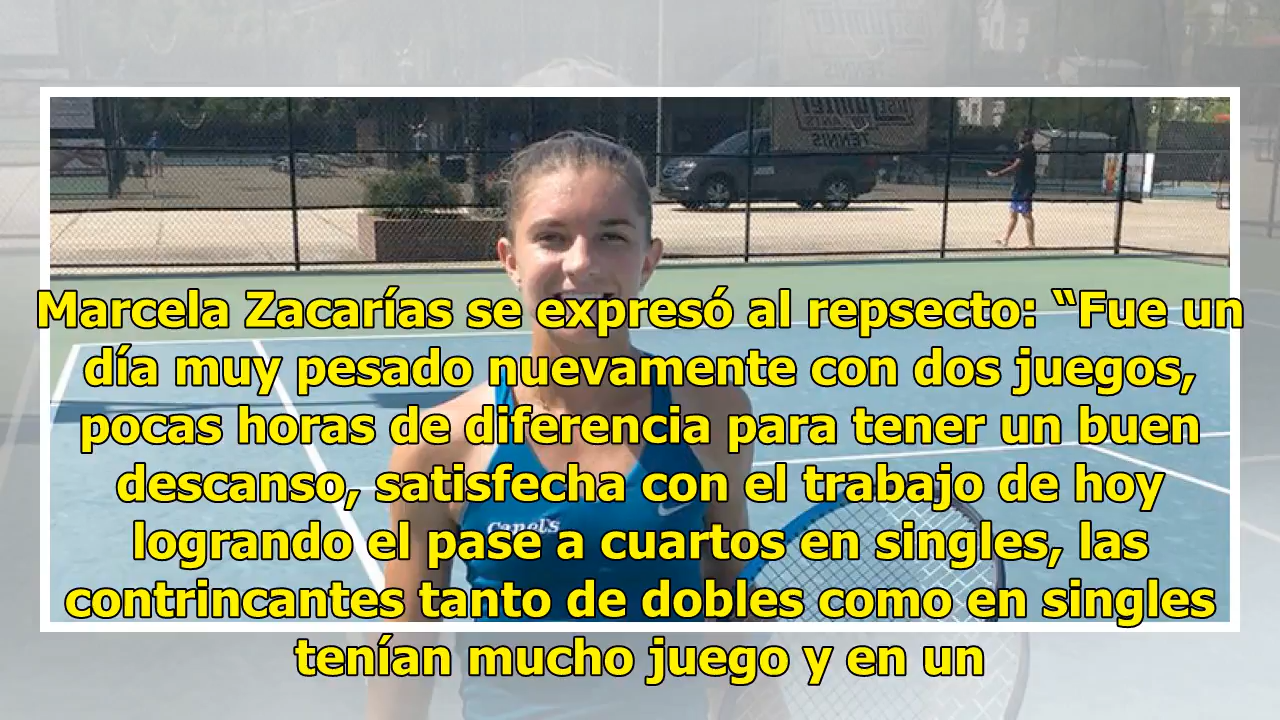 Marcela Zacarías se expresó al repsecto: “Fue un
día muy pesado nuevamente con dos juegos,
pocas horas de diferencia para tener un buen
descanso, satisfecha con el trabajo de hoy
logrando el pase a cuartos en singles, las
contrincantes tanto de dobles como en singles
tenían mucho juego y en un
Capel's
TENNIS